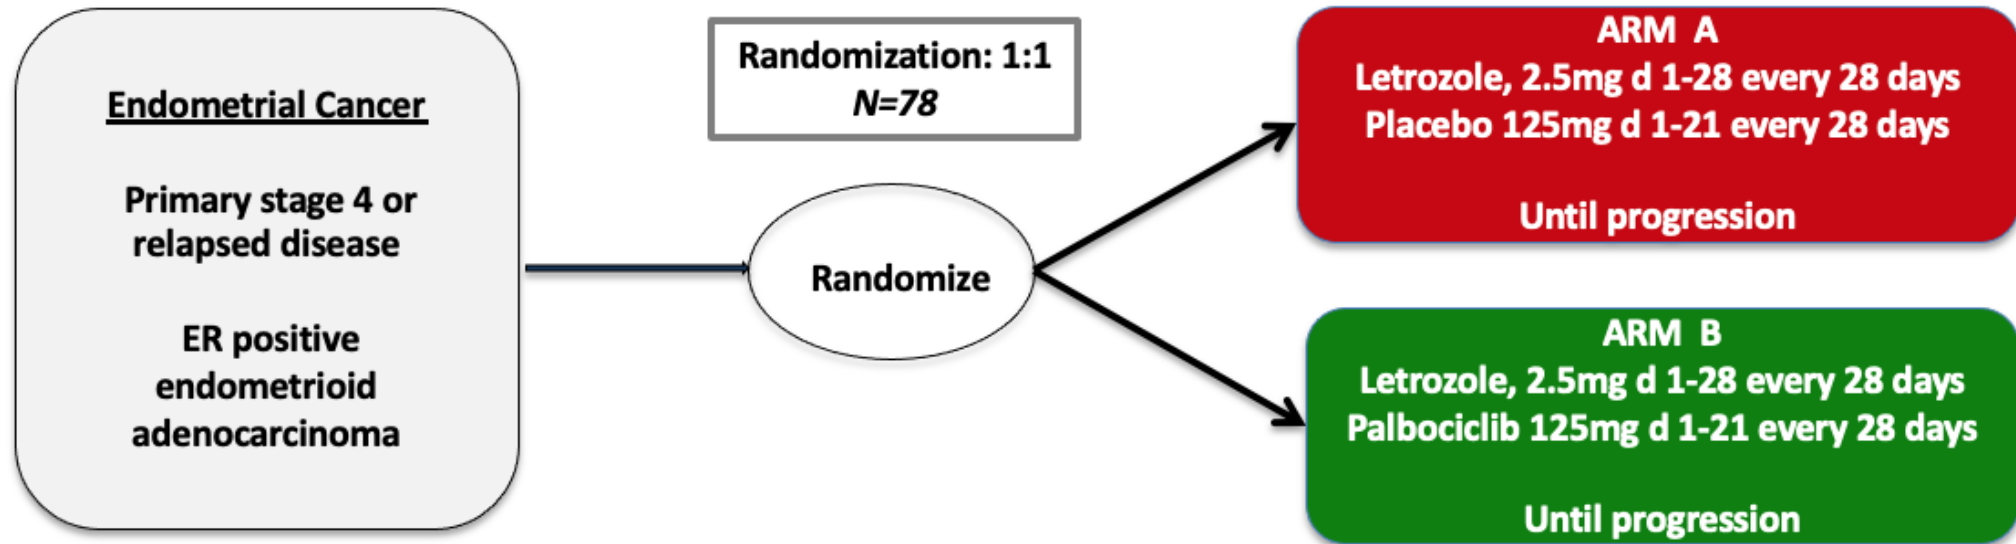 Endometrial Cancer
Primary stage 4 or
relapsed disease
ER positive
endometrioid
adenocarcinoma
Randomization: 1:1
N=78
Randomize
ARM A
Letrozole, 2.5mg d 1-28 every 28 days
Placebo 125mg d 1-21 every 28 days
Until progression
ARM B
Letrozole, 2.5mg d 1-28 every 28 days
Palbociclib 125mg d 1-21 every 28 days
Until progression